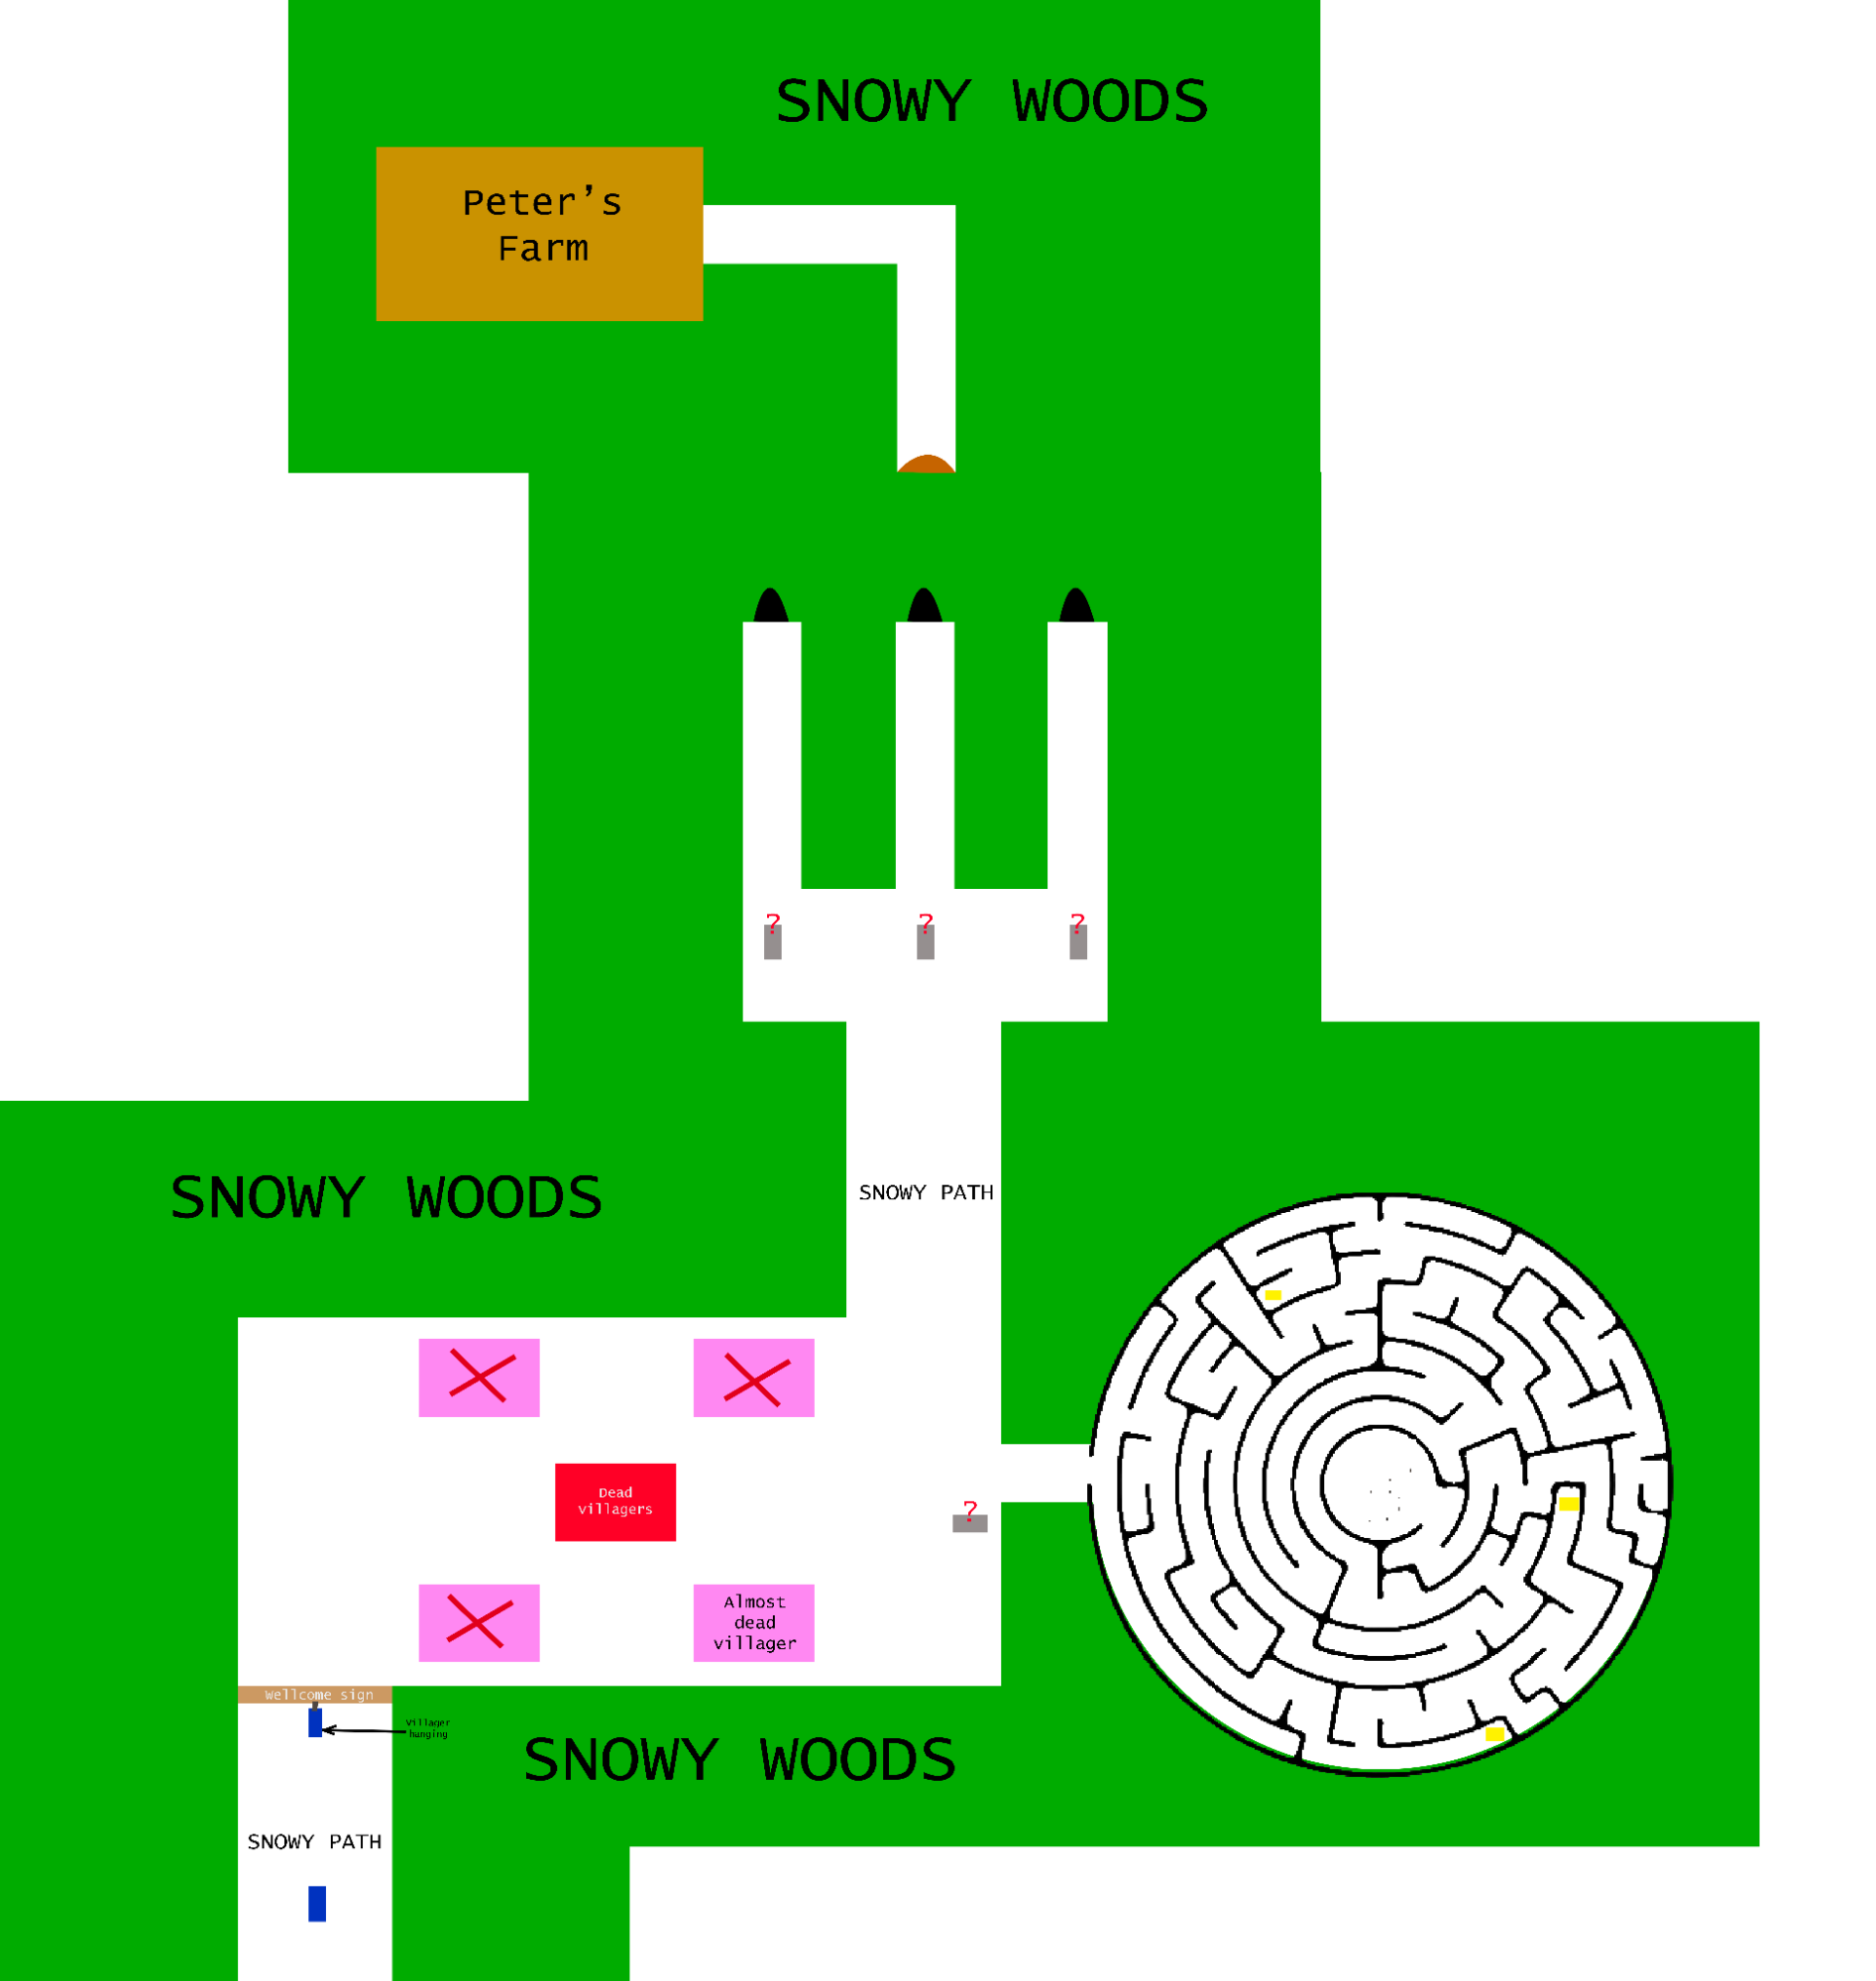 SNOWY WOODS
Peter's
Farm
?
?
?
SNOWY PATH
SNOWY WOODS
Dead
villagers
?
Almost
dead
villager
Wellcome sign
Villager
hanging
SNOWY WOODS
SNOWY PATH